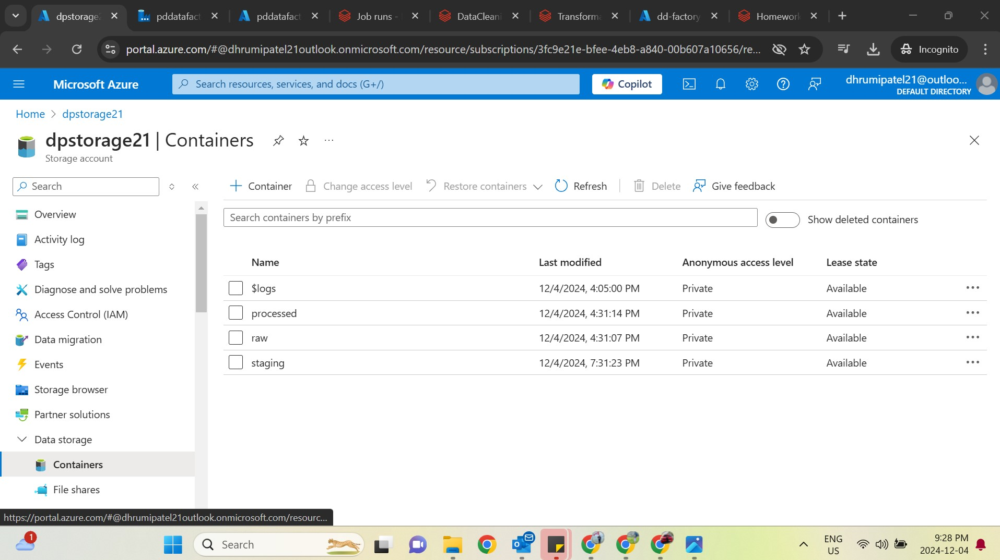 dpstorage2
pddatafact
pddatafact
Job runs -
DataCleani
Transforma
dd-factory
Homework
portal.azure.com/#@dhrumipatel21outlook.onmicrosoft.com/resource/subscriptions/3fc9e21e-bfee-4eb8-a840-00b607a10656/re...
Incognito
Microsoft Azure
Search resources, services, and docs (G+/)
Copilot
dhrumipatel21@outloo...
DEFAULT DIRECTORY
Home > dpstorage21
dpstorage21 | Containers
Storage account
Search
Container
Change access level
Restore containers
Refresh
Delete
Give feedback
Search containers by prefix
Show deleted containers
Overview
Activity log
Tags
Diagnose and solve problems
Access Control (IAM)
Data migration
Events
Storage browser
Partner solutions
Data storage
Containers
File shares
Name Last modified Anonymous access level Lease state
$logs 12/4/2024, 4:05:00 PM Private Available
processed 12/4/2024, 4:31:14 PM Private Available
raw 12/4/2024, 4:31:07 PM Private Available
staging 12/4/2024, 7:31:23 PM Private Available
https://portal.azure.com/#@dhrumipatel21outlook.onmicrosoft.com/resourc...
1
Search
ENG
US
9:28 PM
2024-12-04